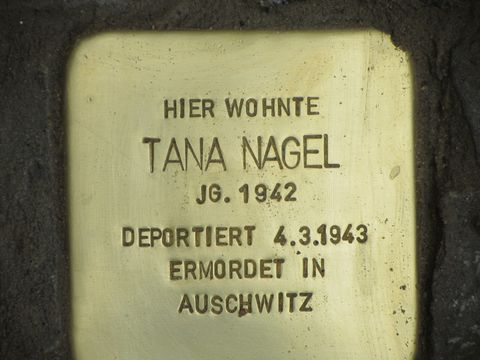 HIER WOHNTE
TANA NAGEL
JG. 1942
DEPORTIERT 4.3.1943
ERMORDET IN
AUSCHWITZ